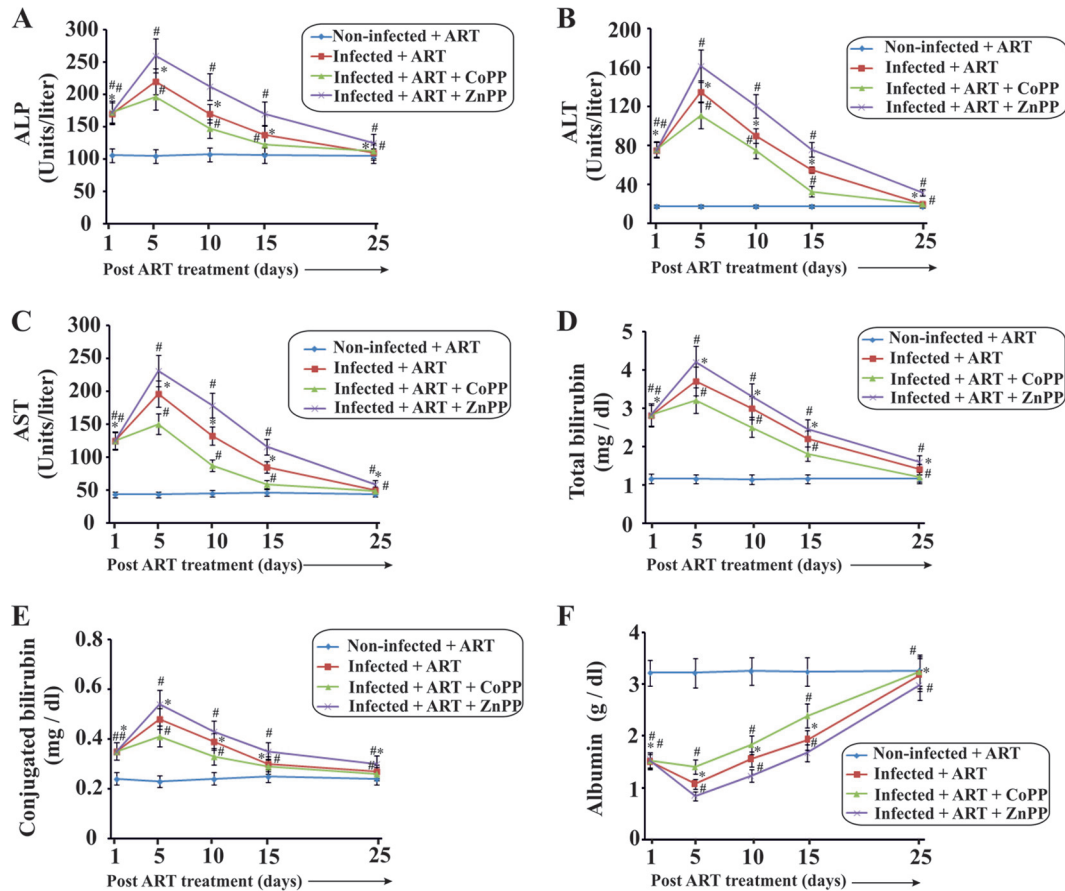 A
300
250
200
150
100
50
0
ALP
(Units/liter)
Non-infected + ART
Infected + ART
Infected + ART + CoPP
Infected + ART + ZnPP
1 5 10 15 25
Post ART treatment (days)
B
200
160
120
80
40
0
ALT
(Units/liter)
Non-infected + ART
Infected + ART
Infected + ART + CoPP
Infected + ART + ZnPP
1 5 10 15 25
Post ART treatment (days)
C
300
250
200
150
100
50
0
AST
(Units/liter)
Non-infected + ART
Infected + ART
Infected + ART + CoPP
Infected + ART + ZnPP
1 5 10 15 25
Post ART treatment (days)
D
5
4
3
2
1
0
Total bilirubin
(mg / dl)
Non-infected + ART
Infected + ART
Infected + ART + CoPP
Infected + ART + ZnPP
1 5 10 15 25
Post ART treatment (days)
E
0.8
0.6
0.4
0.2
0
Conjugated bilirubin
(mg / dl)
Non-infected + ART
Infected + ART
Infected + ART + CoPP
Infected + ART + ZnPP
1 5 10 15 25
Post ART treatment (days)
F
4
3
2
1
0
Albumin (g / dl)
Non-infected + ART
Infected + ART
Infected + ART + CoPP
Infected + ART + ZnPP
1 5 10 15 25
Post ART treatment (days)